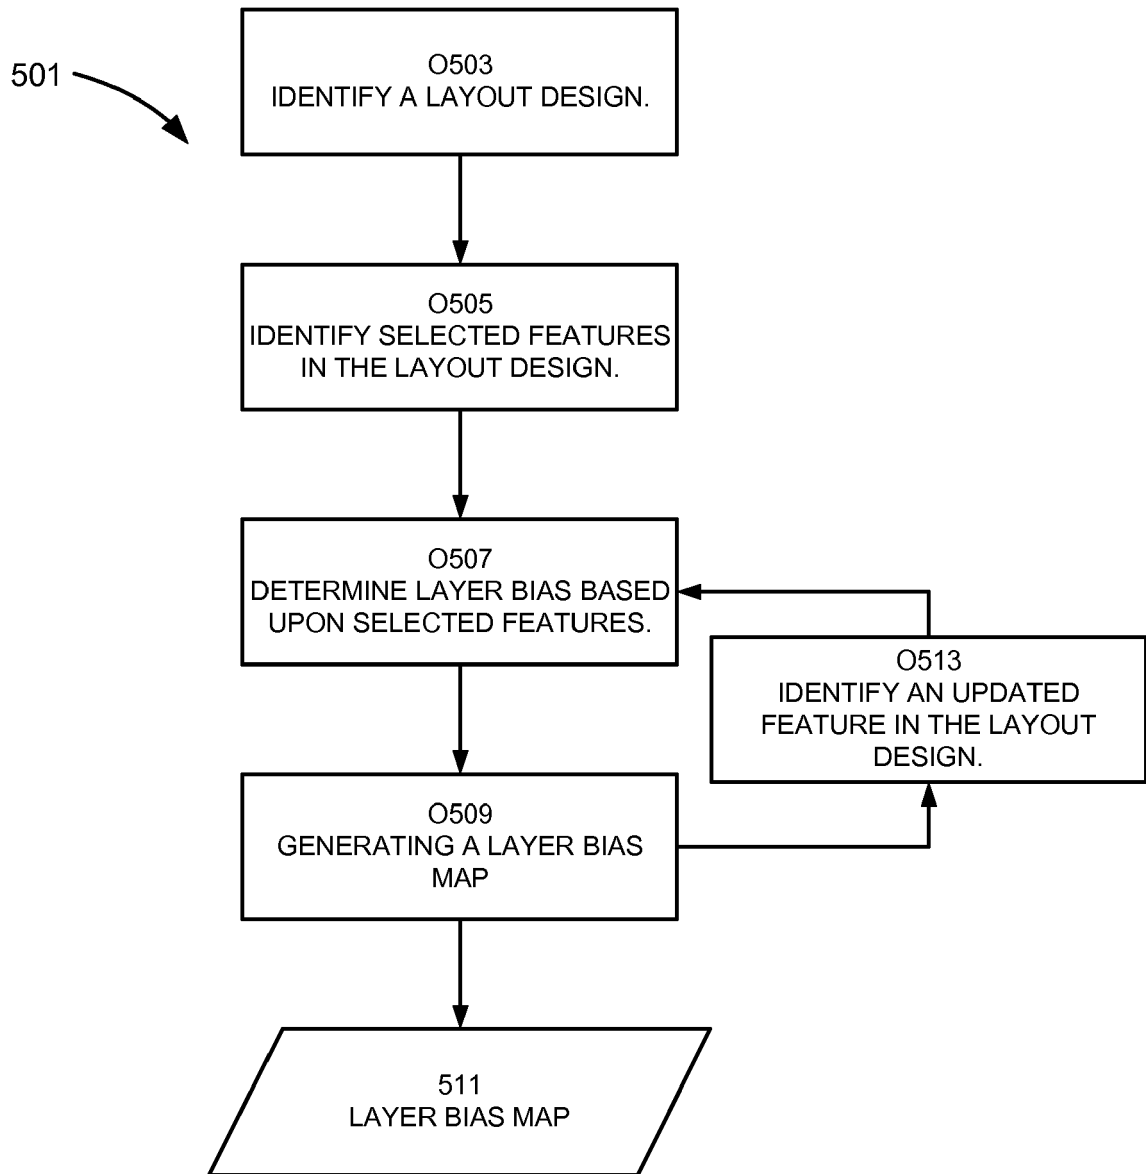 501
O503
IDENTIFY A LAYOUT DESIGN.
O505
IDENTIFY SELECTED FEATURES
IN THE LAYOUT DESIGN.
O507
DETERMINE LAYER BIAS BASED
UPON SELECTED FEATURES.
O513
IDENTIFY AN UPDATED
FEATURE IN THE LAYOUT
DESIGN.
O509
GENERATING A LAYER BIAS
MAP
511
LAYER BIAS MAP